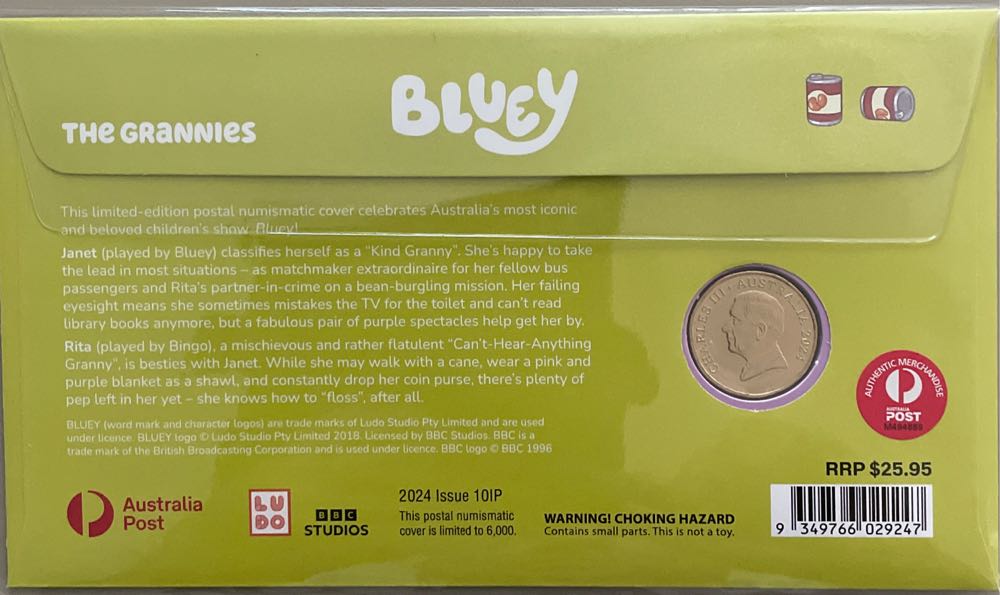 THE GRANNIES
BLUEY
This limited-edition postal numismatic cover celebrates Australia's most iconic
and beloved children's show Bluey!
Janet (played by Bluey) classifies herself as a "Kind Granny". She's happy to take
the lead in most situations – as matchmaker extraordinaire for her fellow bus
passengers and Rita's partner-in-crime on a bean-burgling mission. Her failing
eyesight means she sometimes mistakes the TV for the toilet and can't read
library books anymore, but a fabulous pair of purple spectacles help get her by.
Rita (played by Bingo), a mischievous and rather flatulent "Can't-Hear-Anything
Granny", is besties with Janet. While she may walk with a cane, wear a pink and
purple blanket as a shawl, and constantly drop her coin purse, there's plenty of
pep left in her yet – she knows how to "floss", after all.
BLUEY (word mark and character logos) are trade marks of Ludo Studio Pty Limited and are used
under licence. BLUEY logo © Ludo Studio Pty Limited 2018. Licensed by BBC Studios. BBC is a
trade mark of the British Broadcasting Corporation and is used under licence. BBC logo © BBC 1996
CHARLES III · AUSTRALIA 2024
AUTHENTIC MERCHANDISE
AUSTRALIA
POST
M494889
RRP $25.95
Australia
Post
LU
DO
BBC
STUDIOS
2024 Issue 10IP
This postal numismatic
cover is limited to 6,000.
WARNING! CHOKING HAZARD
Contains small parts. This is not a toy.
9 349766 029247